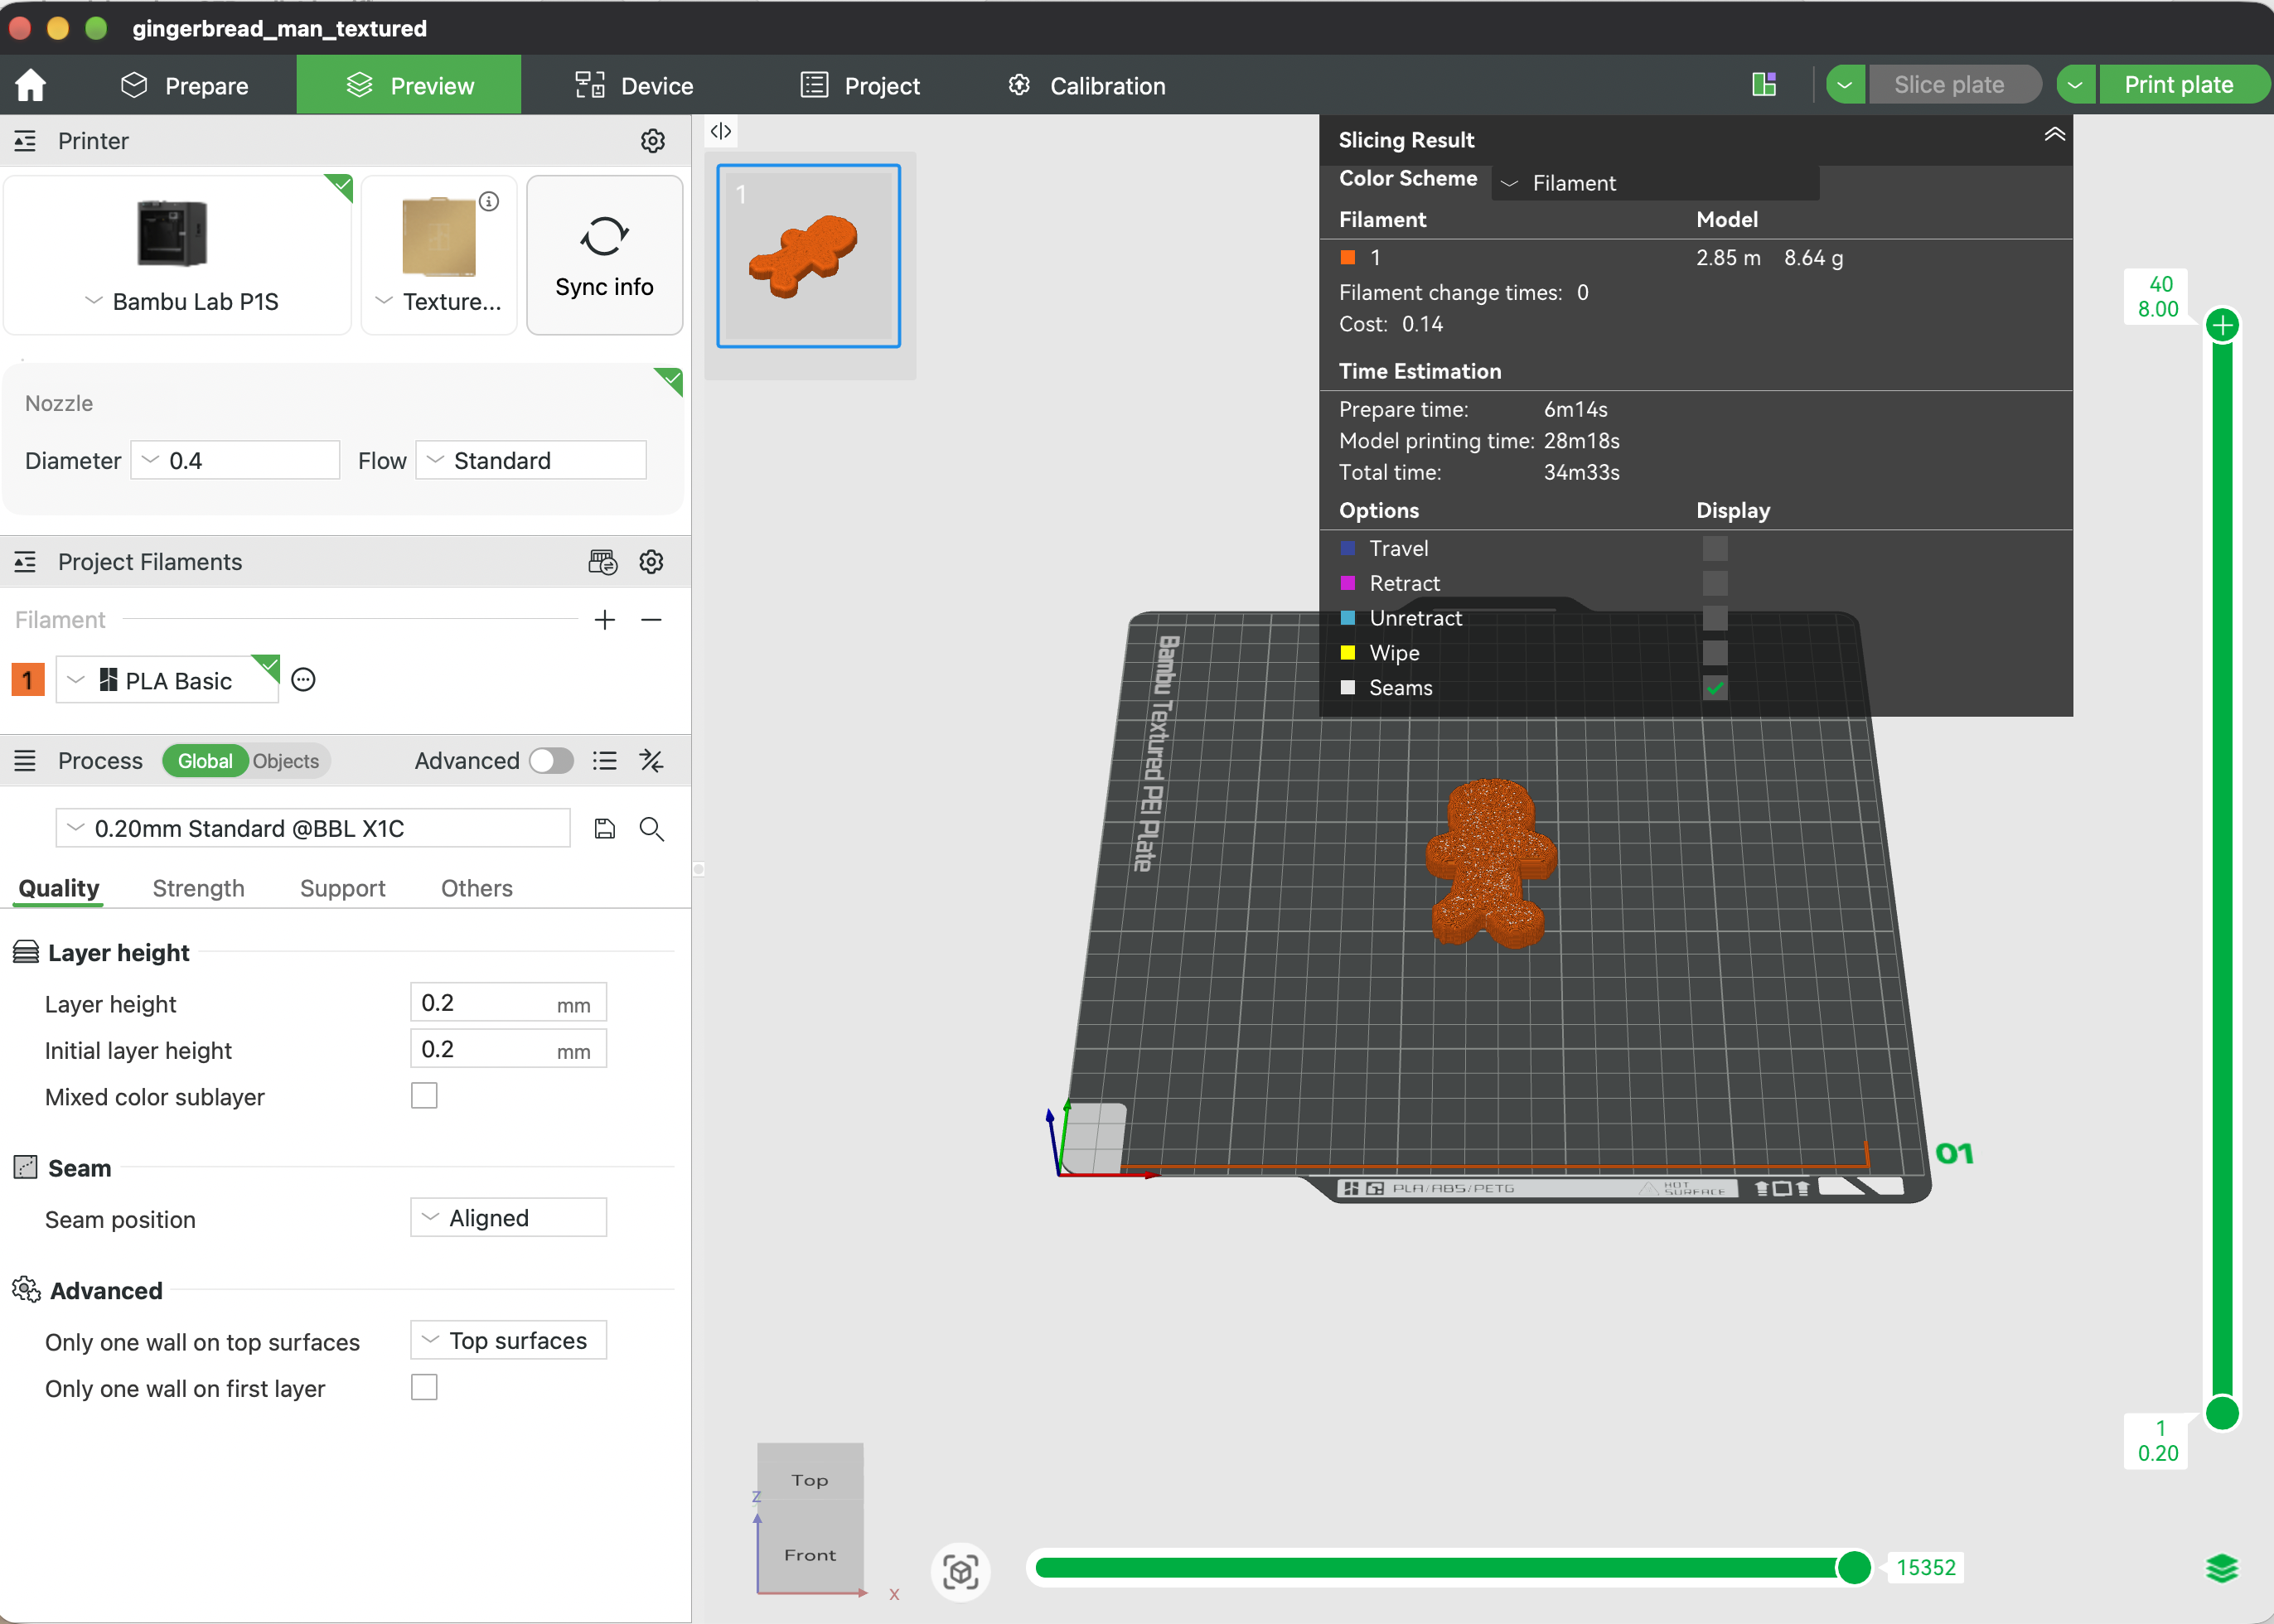 gingerbread_man_textured
Prepare
Preview
Device
Project
Calibration
Slice plate
Print plate
Printer
Bambu Lab P1S
Texture...
Sync info
Nozzle
Diameter 0.4 Flow Standard
Project Filaments
Filament
1 PLA Basic
Process Global Objects Advanced
0.20mm Standard @BBL X1C
Quality Strength Support Others
Layer height
Layer height 0.2 mm
Initial layer height 0.2 mm
Mixed color sublayer
Seam
Seam position Aligned
Advanced
Only one wall on top surfaces Top surfaces
Only one wall on first layer
1
Slicing Result
Color Scheme Filament
Filament Model
1 2.85 m 8.64 g
Filament change times: 0
Cost: 0.14
Time Estimation
Prepare time: 6m14s
Model printing time: 28m18s
Total time: 34m33s
Options Display
Travel
Retract
Unretract
Wipe
Seams
Bambu Textured PEI Plate
PLA/ABS/PETG
HOT
SURFACE
01
40
8.00
1
0.20
Top
Front
Z
X
15352